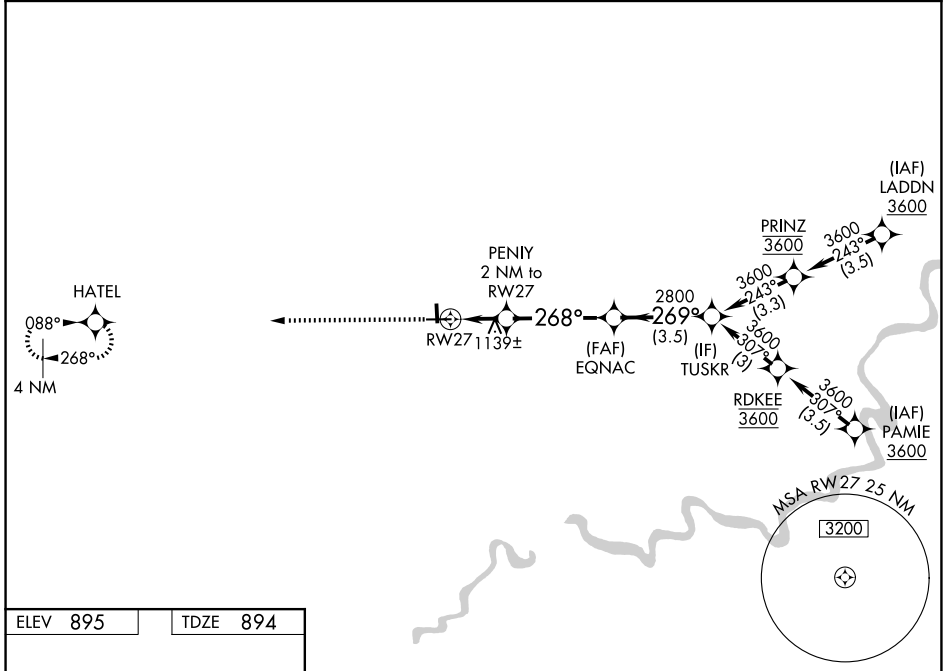 (IAF)
LADDN
3600
3600
243°
(3.5)
PRINZ
3600
3600
243°
(3.3)
PENIY
2 NM to
RW27
HATEL
088°
268°
4 NM
RW27
1139±
268°
(FAF)
EQNAC
2800
269°
(3.5)
(IF)
TUSKR
3600
307°
(3)
RDKEE
3600
3600
307°
(3.5)
(IAF)
PAMIE
3600
MSA RW27 25 NM
3200
ELEV 895
TDZE 894